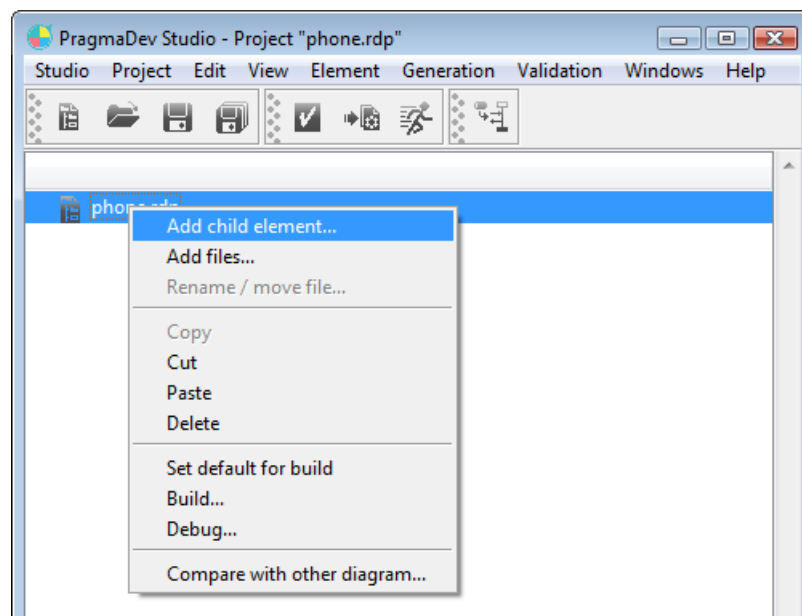 PragmaDev Studio - Project "phone.rdp"
Studio Project Edit View Element Generation Validation Windows Help
phone.rdp
Add child element...
Add files...
Rename / move file...
Copy
Cut
Paste
Delete
Set default for build
Build...
Debug...
Compare with other diagram...